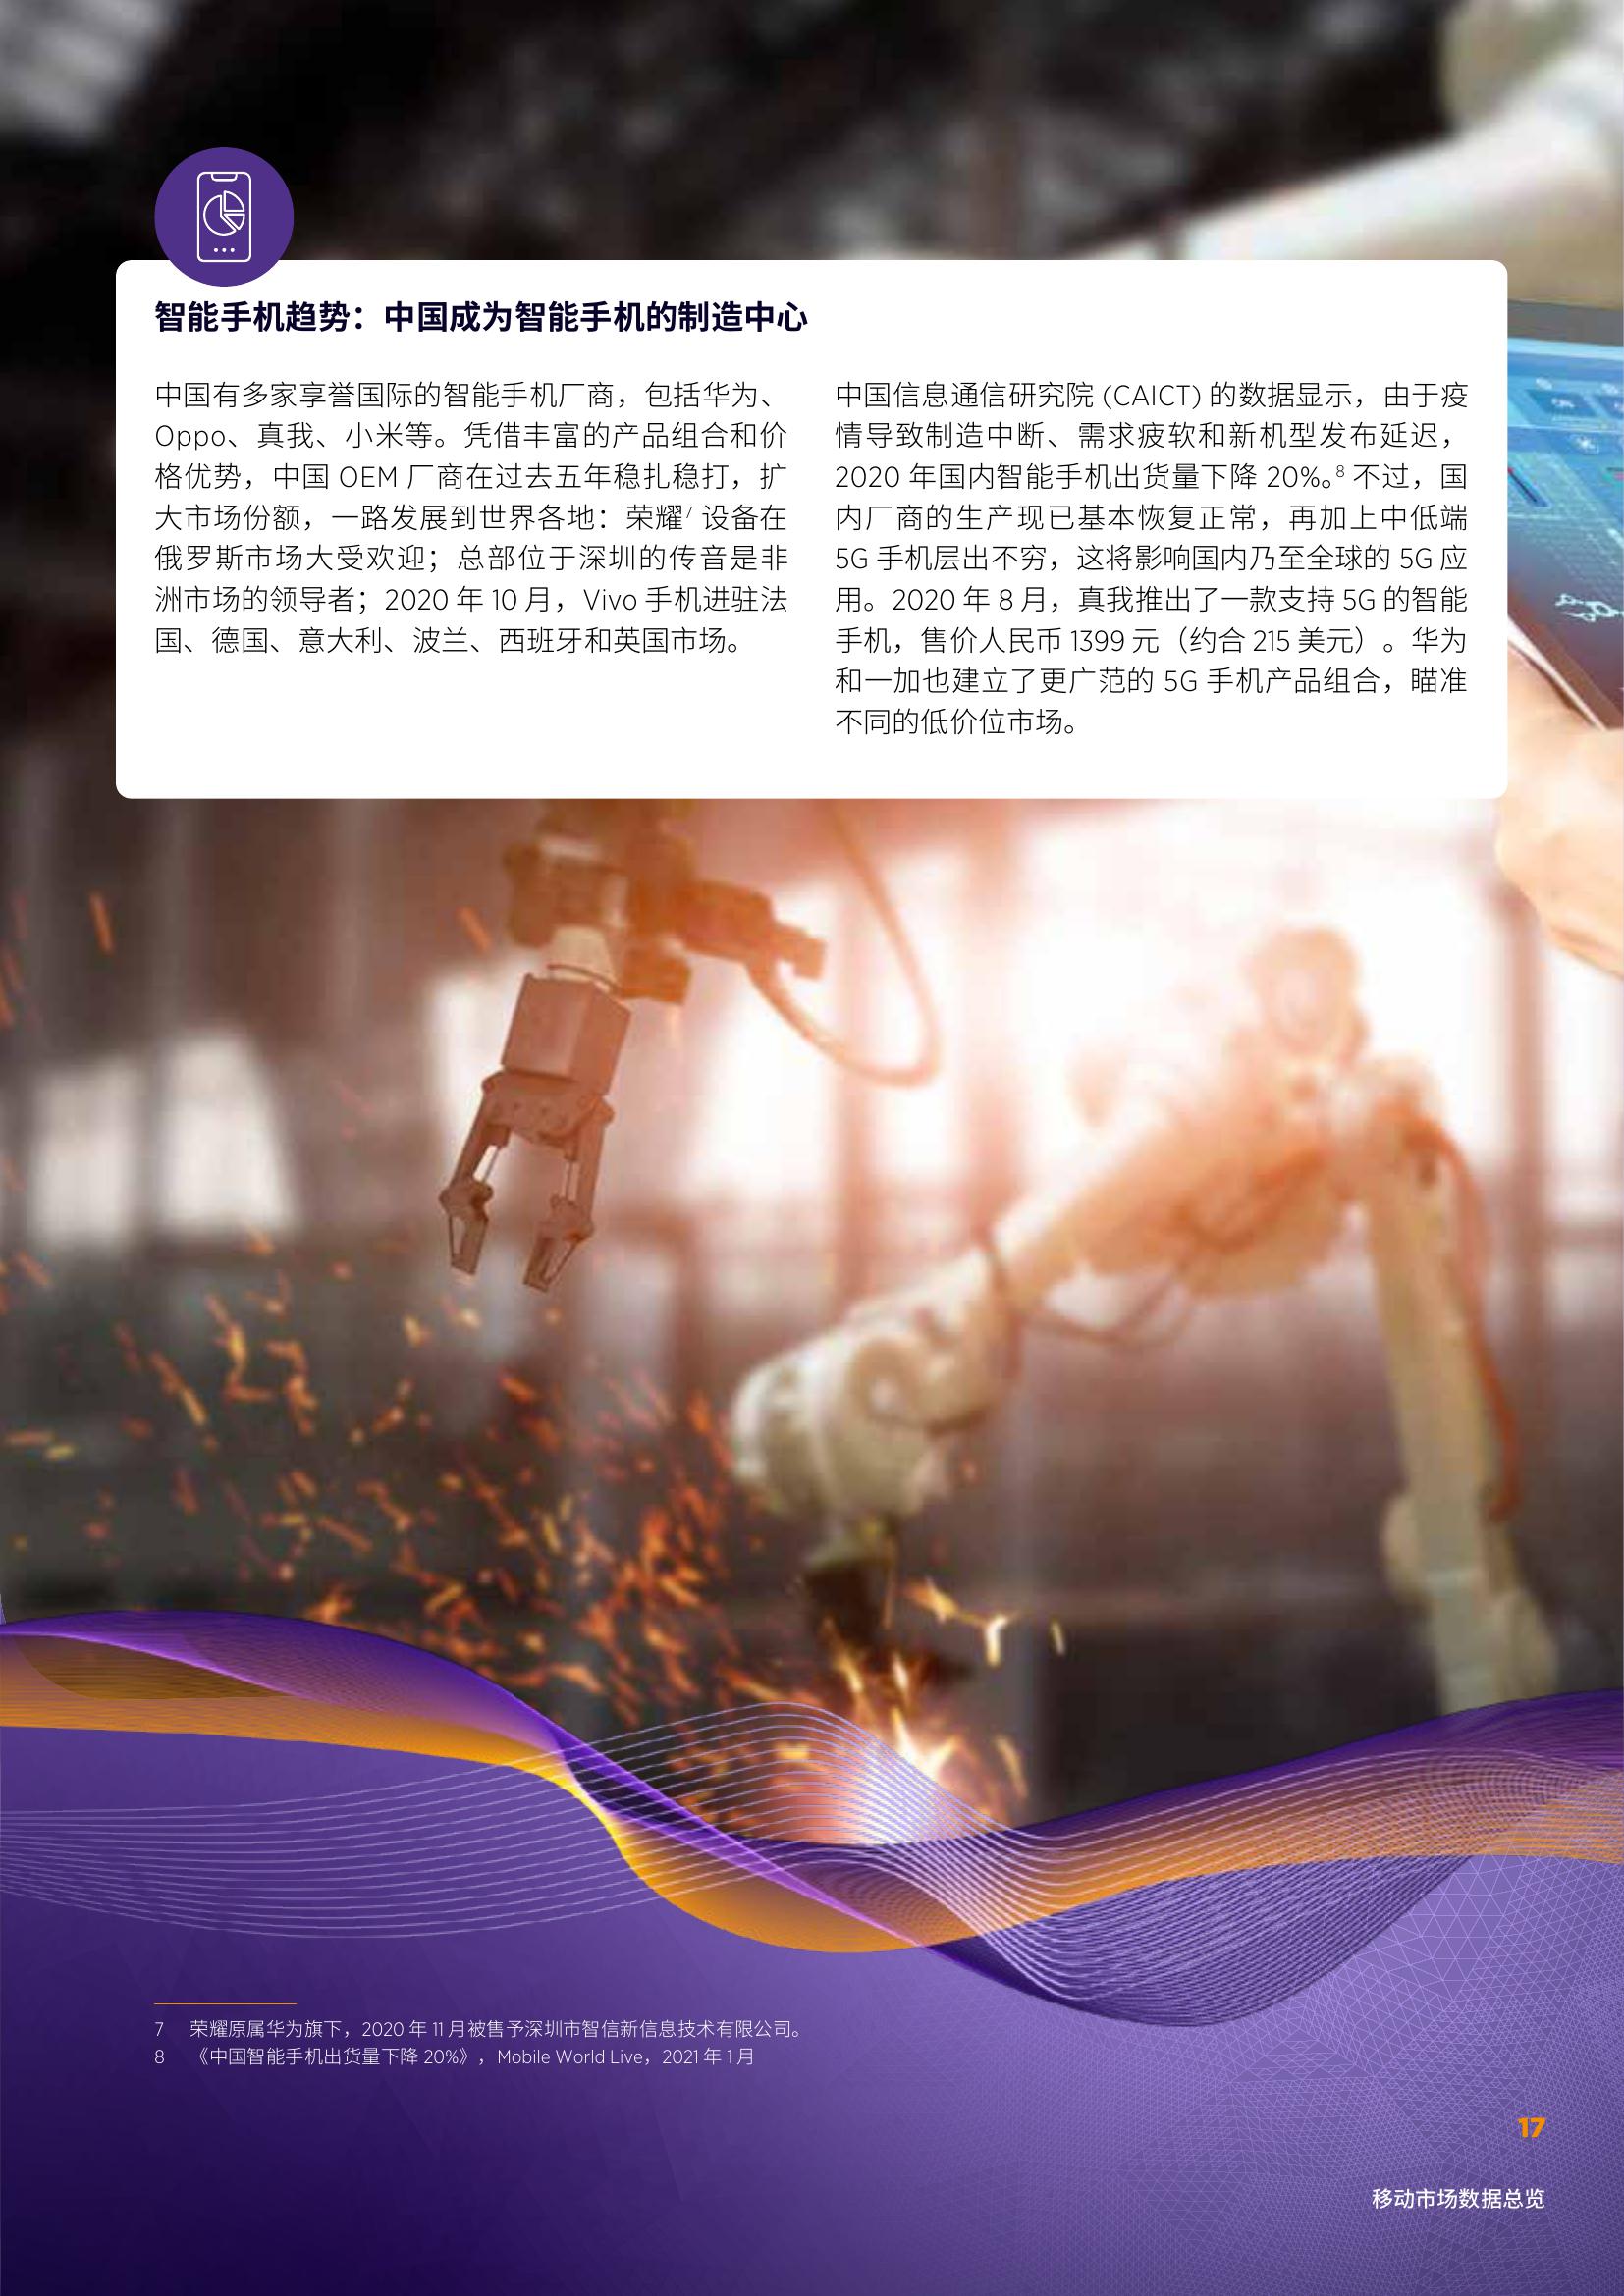 智能手机趋势：中国成为智能手机的制造中心
中国有多家享誉国际的智能手机厂商，包括华为、
Oppo、真我、小米等。凭借丰富的产品组合和价
格优势，中国 OEM 厂商在过去五年稳扎稳打，扩
大市场份额，一路发展到世界各地：荣耀7 设备在
俄罗斯市场大受欢迎；总部位于深圳的传音是非
洲市场的领导者；2020 年 10 月，Vivo 手机进驻法
国、德国、意大利、波兰、西班牙和英国市场。
中国信息通信研究院 (CAICT) 的数据显示，由于疫
情导致制造中断、需求疲软和新机型发布延迟，
2020 年国内智能手机出货量下降 20%。8 不过，国
内厂商的生产现已基本恢复正常，再加上中低端
5G 手机层出不穷，这将影响国内乃至全球的 5G 应
用。2020 年 8 月，真我推出了一款支持 5G 的智能
手机，售价人民币 1399 元（约合 215 美元）。华为
和一加也建立了更广范的 5G 手机产品组合，瞄准
不同的低价位市场。
7 荣耀原属华为旗下，2020 年 11 月被售予深圳市智信新信息技术有限公司。
8 《中国智能手机出货量下降 20%》，Mobile World Live，2021 年 1 月
17
移动市场数据总览